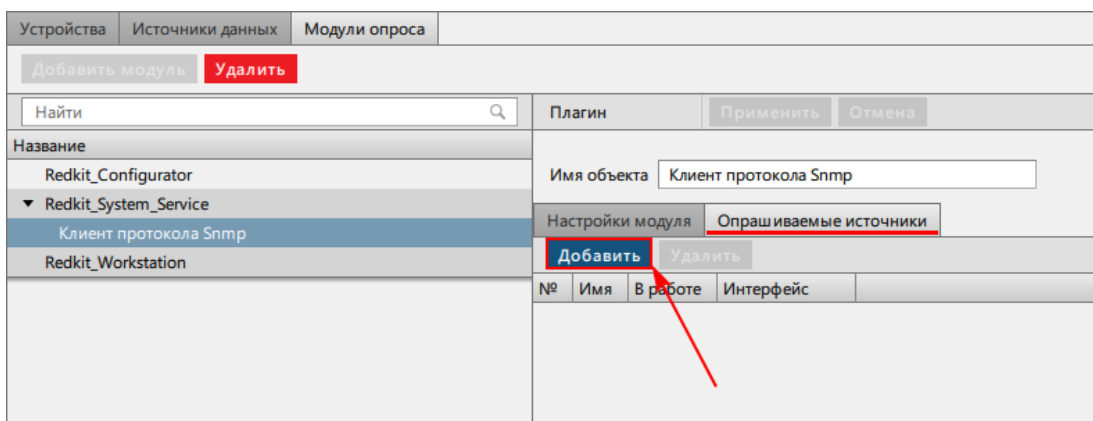 Устройства Источники данных Модули опроса
Добавить модуль Удалить
Найти
Название
Redkit_Configurator
Redkit_System_Service
Клиент протокола Snmp
Redkit_Workstation
Плагин Применить Отмена
Имя объекта Клиент протокола Snmp
Настройки модуля Опрашиваемые источники
Добавить Удалить
№ Имя В работе Интерфейс